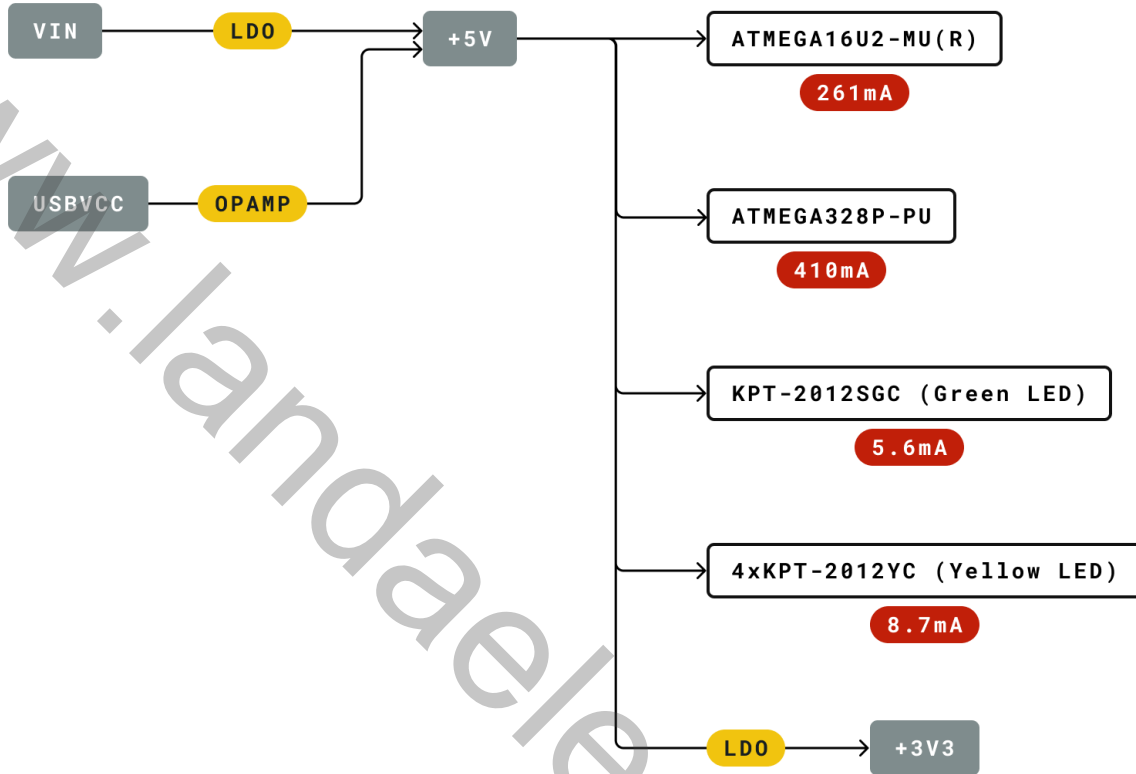 VIN
LDO
+5V
ATMEGA16U2-MU(R)
261mA
USBVCC
OPAMP
ATMEGA328P-PU
410mA
KPT-2012SGC (Green LED)
5.6mA
4xKPT-2012YC (Yellow LED)
8.7mA
LDO
+3V3
w.landaele